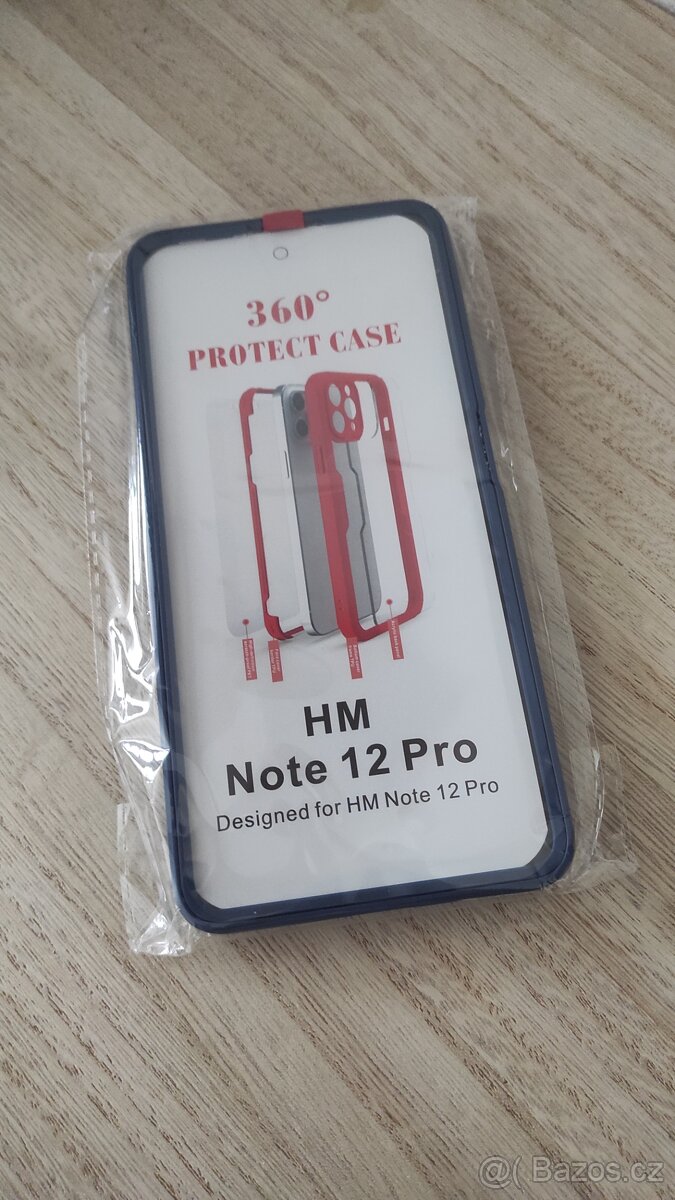 360°
PROTECT CASE
HM
Note 12 Pro
Designed for HM Note 12 Pro
@( Bazos.cz